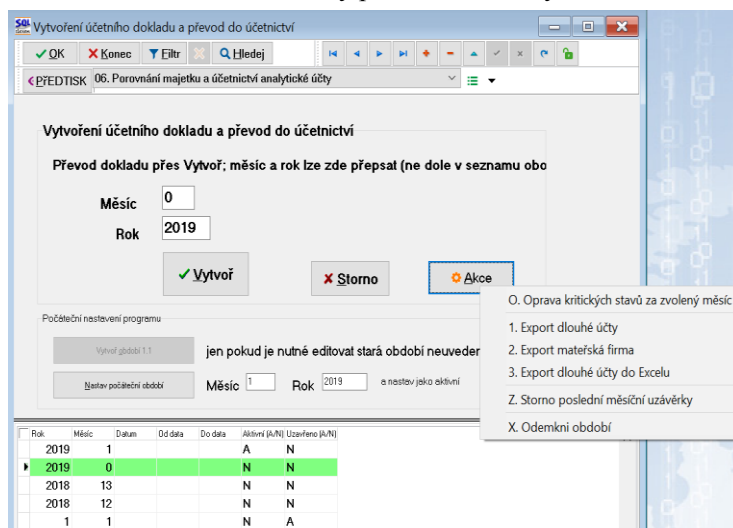 Vytvoření účetního dokladu a převod do účetnictví
OK Konec Filtr Hledej
PřEDTISK 06. Porovnání majetku a účetnictví analytické účty
Vytvoření účetního dokladu a převod do účetnictví
Převod dokladu přes Vytvoř; měsíc a rok lze zde přepsat (ne dole v seznamu obo
Měsíc 0
Rok 2019
Vytvoř Storno Akce
O. Oprava kritických stavů za zvolený měsíc
1. Export dlouhé účty
2. Export mateřská firma
3. Export dlouhé účty do Excelu
Z. Storno poslední měsíční uzávěrky
X. Odemkni období
Počáteční nastavení programu
Vytvoř období 1.1 jen pokud je nutné editovat stará období neuveder
Nastav počáteční období Měsíc 1 Rok 2019 a nastav jako aktivní
Rok Měsíc Datum Od data Do data Aktivní (A/N) Uzavřeno (A/N)
2019 1 A N
2019 0 N N
2018 13 N N
2018 12 N N
1 1 N A